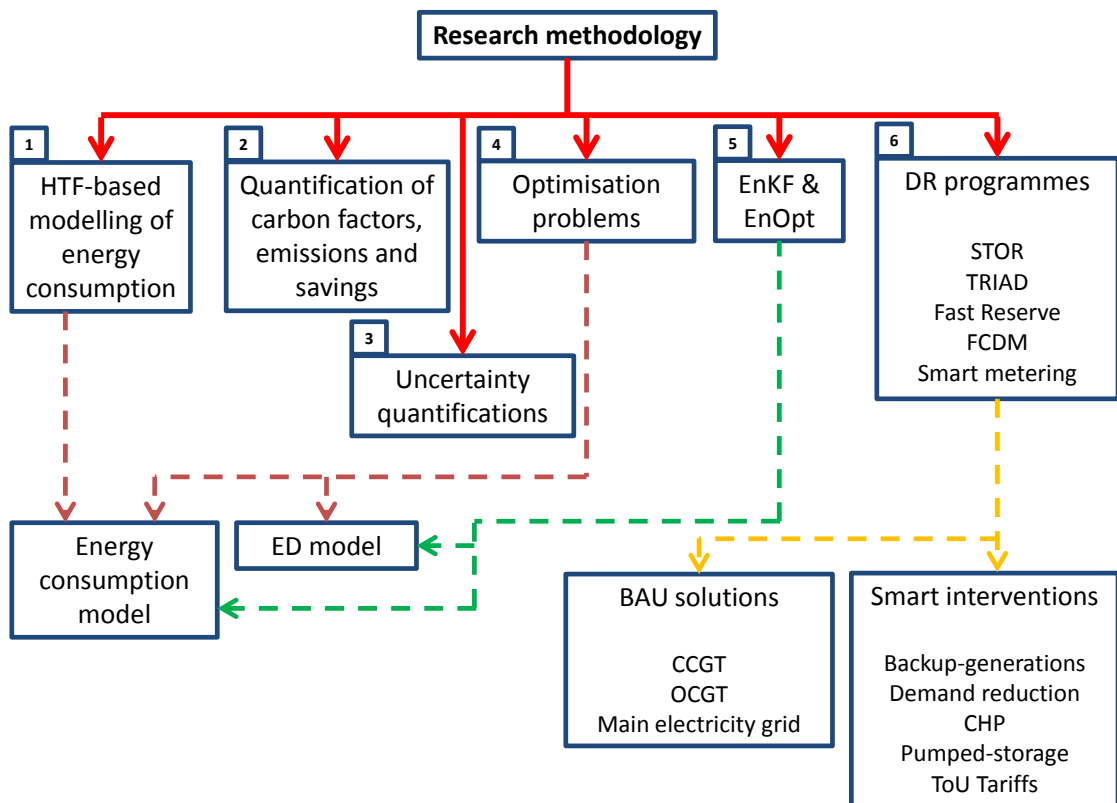 Research methodology
1
HTF-based
modelling of
energy
consumption
2
Quantification of
carbon factors,
emissions and
savings
3
Uncertainty
quantifications
4
Optimisation
problems
5
EnKF &
EnOpt
6
DR programmes
STOR
TRIAD
Fast Reserve
FCDM
Smart metering
Energy
consumption
model
ED model
BAU solutions
CCGT
OCGT
Main electricity grid
Smart interventions
Backup-generations
Demand reduction
CHP
Pumped-storage
ToU Tariffs